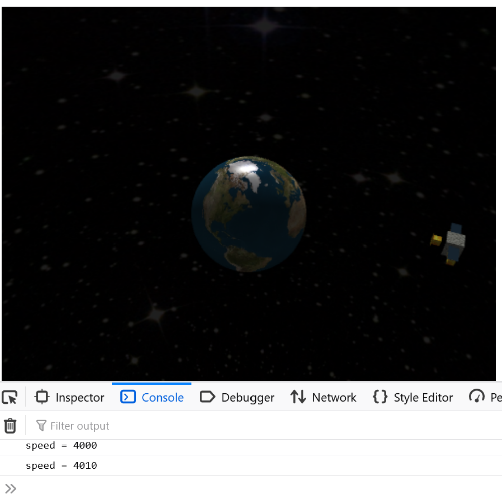 Inspector Console Debugger Network Style Editor Pe
Filter output
speed = 4000
speed = 4010